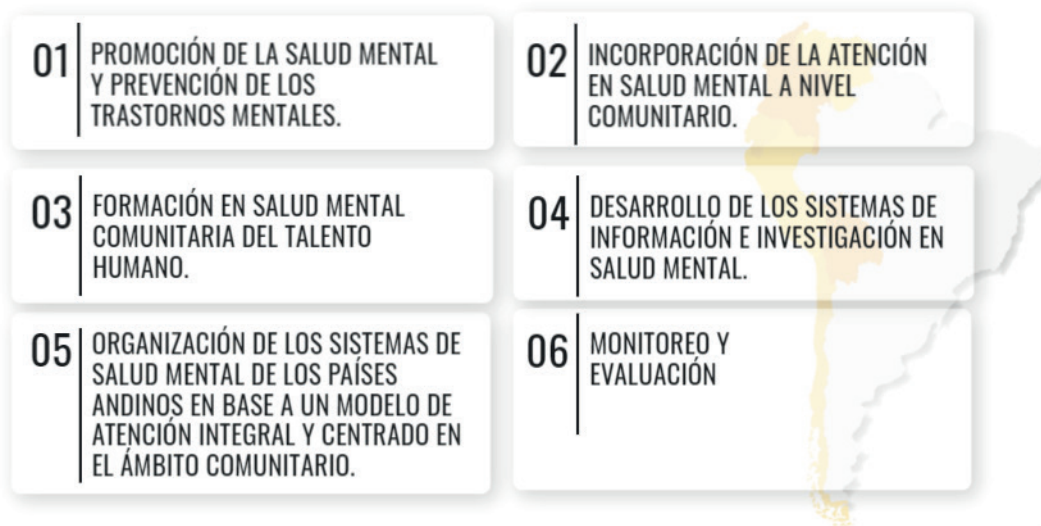 01
PROMOCIÓN DE LA SALUD MENTAL
Y PREVENCIÓN DE LOS
TRASTORNOS MENTALES.
02
INCORPORACIÓN DE LA ATENCIÓN
EN SALUD MENTAL A NIVEL
COMUNITARIO.
03
FORMACIÓN EN SALUD MENTAL
COMUNITARIA DEL TALENTO
HUMANO.
04
DESARROLLO DE LOS SISTEMAS DE
INFORMACIÓN E INVESTIGACIÓN EN
SALUD MENTAL.
05
ORGANIZACIÓN DE LOS SISTEMAS DE
SALUD MENTAL DE LOS PAÍSES
ANDINOS EN BASE A UN MODELO DE
ATENCIÓN INTEGRAL Y CENTRADO EN
EL ÁMBITO COMUNITARIO.
06
MONITOREO Y
EVALUACIÓN